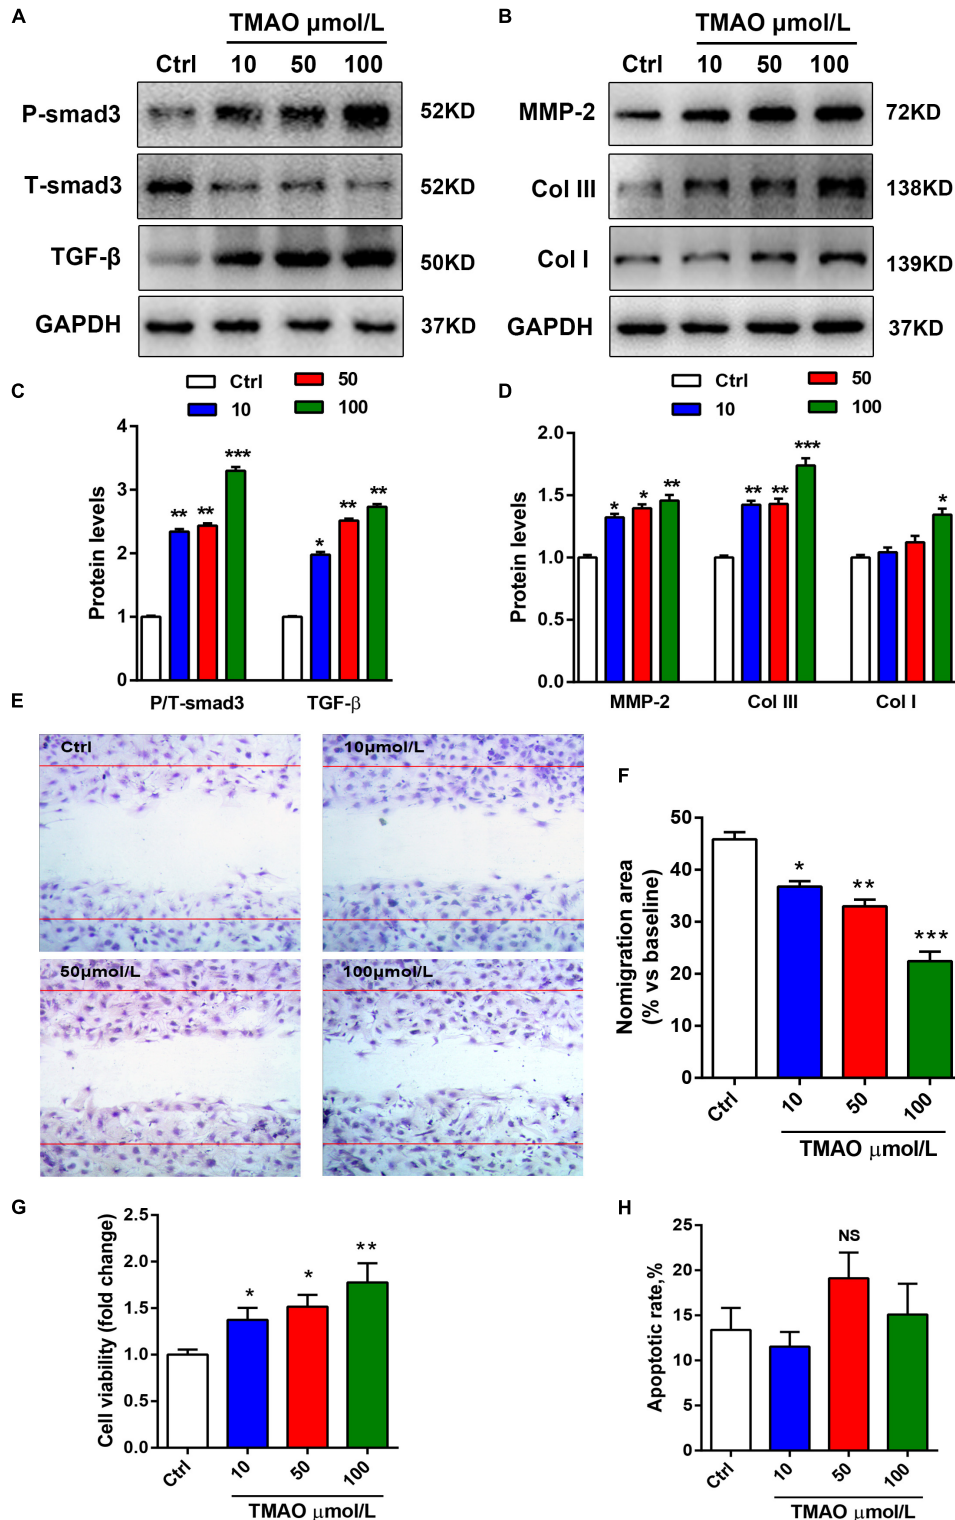 A
TMAO µmol/L
Ctrl 10 50 100
P-smad3 52KD
T-smad3 52KD
TGF-β 50KD
GAPDH 37KD
B
TMAO µmol/L
Ctrl 10 50 100
MMP-2 72KD
Col III 138KD
Col I 139KD
GAPDH 37KD
C
Ctrl 50
10 100
Protein levels
4
3
2
1
0
** ** ***
* ** **
P/T-smad3 TGF-β
D
Ctrl 50
10 100
Protein levels
2.0
1.5
1.0
0.5
0.0
* * **
** ** ***
*
MMP-2 Col III Col I
E
Ctrl
10µmol/L
50µmol/L
100µmol/L
F
Nomigration area
(% vs baseline)
50
40
30
20
10
0
* ** ***
Ctrl 10 50 100
TMAO µmol/L
G
Cell viability (fold change)
2.5
2.0
1.5
1.0
0.5
0.0
* * **
Ctrl 10 50 100
TMAO µmol/L
H
Apoptotic rate,%
25
20
15
10
5
0
NS
Ctrl 10 50 100
TMAO µmol/L